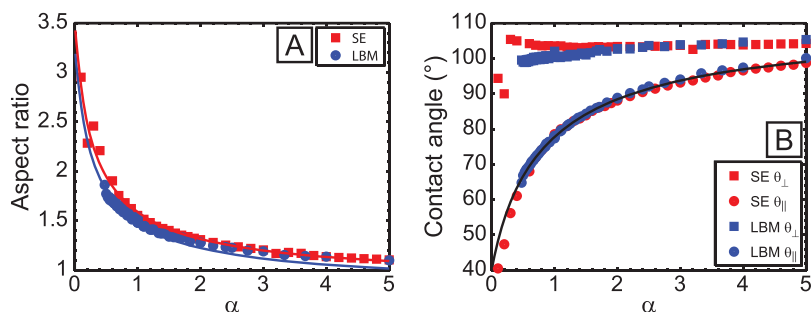 A
SE
LBM
Aspect ratio
3.5
3
2.5
2
1.5
1
0 1 2 3 4 5
α
Contact angle (°)
110
100
90
80
70
60
50
40
B
SE θ⊥
SE θ||
LBM θ⊥
LBM θ||
0 1 2 3 4 5
α